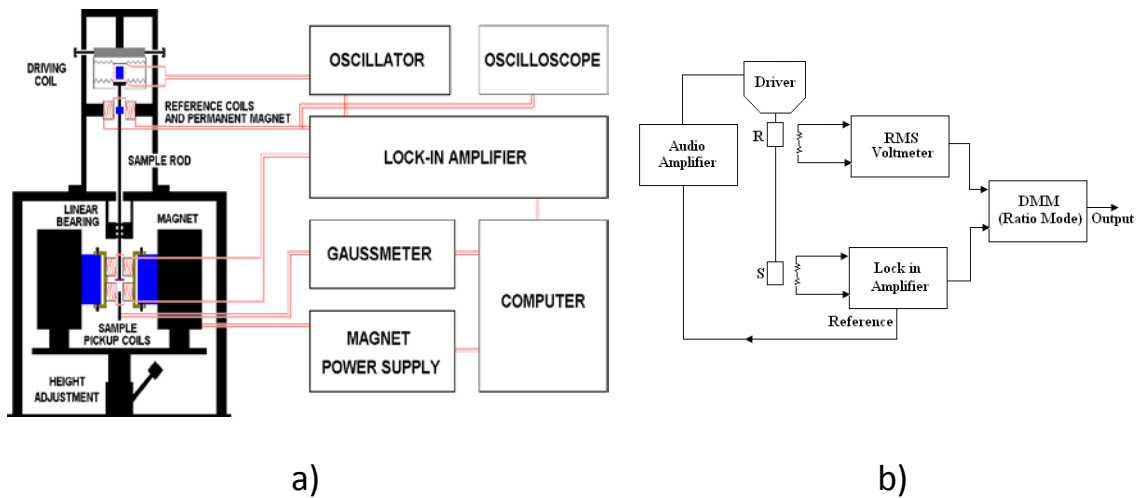 DRIVING
COIL
REFERENCE COILS
AND PERMANENT MAGNET
SAMPLE ROD
LINEAR
BEARING
MAGNET
SAMPLE
PICKUP COILS
HEIGHT
ADJUSTMENT
OSCILLATOR
OSCILLOSCOPE
LOCK-IN AMPLIFIER
GAUSSMETER
MAGNET
POWER SUPPLY
COMPUTER
a)
Driver
R
Audio
Amplifier
RMS
Voltmeter
DMM
(Ratio Mode)
Output
S
Lock in
Amplifier
Reference
b)